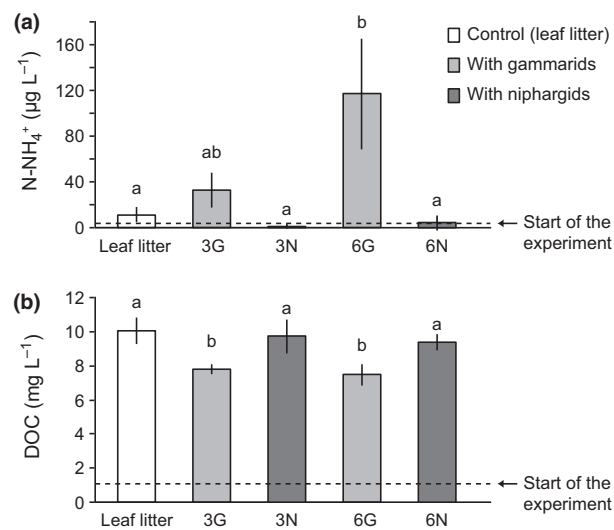 (a)
N-NH₄⁺ (µg L⁻¹)
160
120
80
40
0
a
ab
a
b
a
Control (leaf litter)
With gammarids
With niphargids
Start of the
experiment
Leaf litter 3G 3N 6G 6N
(b)
DOC (mg L⁻¹)
12
10
8
6
4
2
0
a
b
a
b
a
Start of the
experiment
Leaf litter 3G 3N 6G 6N